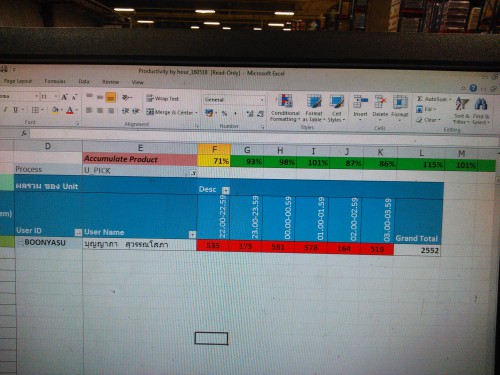 Productivity by hour_160516 [Read-Only] - Microsoft Excel
Page Layout Formulas Data Review View
11 Wrap Text General AutoSum
Merge & Center Conditional Formatting Format as Table Cell Styles Insert Delete Format Fill Clear Sort & Filter Find & Select
Font Alignment Number Styles Cells Editing
fx
D E F G H I J K L M
Accumulate Product 71% 93% 98% 101% 87% 86% 115% 101%
Process U_PICK
ผลรวม ของ Unit Desc
User ID User Name 22.00-22.59 23.00-23.59 00.00-00.59 01.00-01.59 02.00-02.59 03.00-03.59 Grand Total
BOONYASU บุญญาภา สุวรรณโสภา 535 175 578 164 519 2552